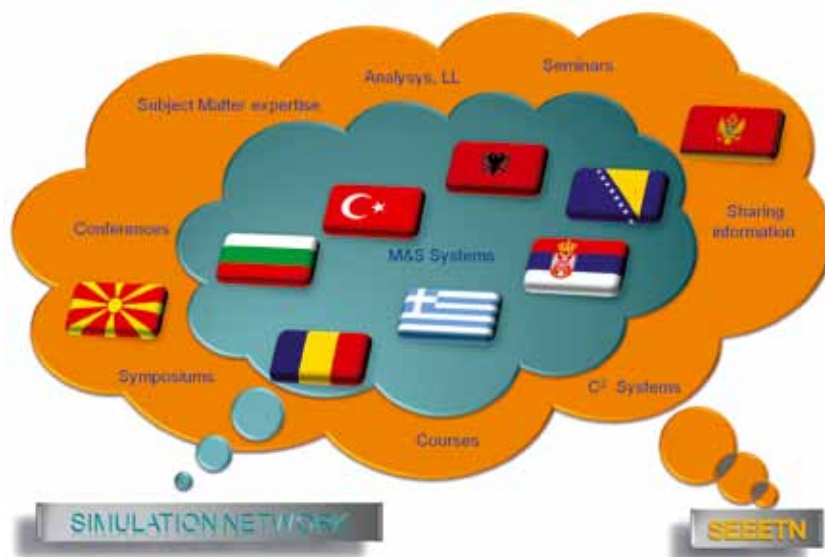 Seminars
Analysys, LL
Subject Matter expertise
Sharing
information
Conferences
M&S Systems
Symposiums
C² Systems
Courses
SIMULATION NETWORK
SEEETN